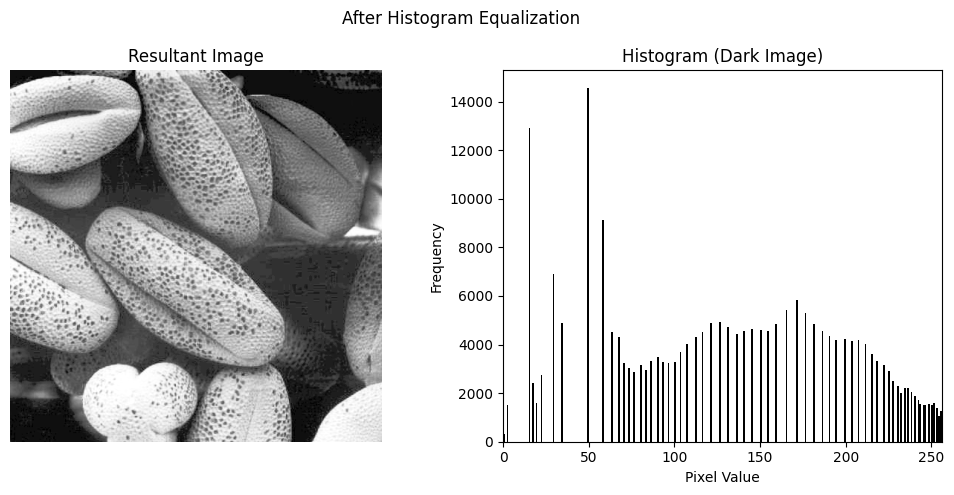 After Histogram Equalization
Resultant Image
Histogram (Dark Image)
14000
12000
10000
8000
6000
4000
2000
0
Frequency
0 50 100 150 200 250
Pixel Value